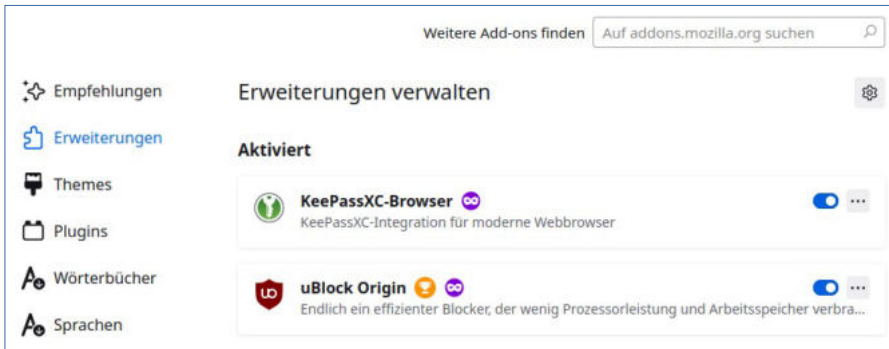 Weitere Add-ons finden
Auf addons.mozilla.org suchen
Empfehlungen
Erweiterungen
Themes
Plugins
Wörterbücher
Sprachen
Erweiterungen verwalten
Aktiviert
KeePassXC-Browser
KeePassXC-Integration für moderne Webbrowser
uBlock Origin
Endlich ein effizienter Blocker, der wenig Prozessorleistung und Arbeitsspeicher verbra...